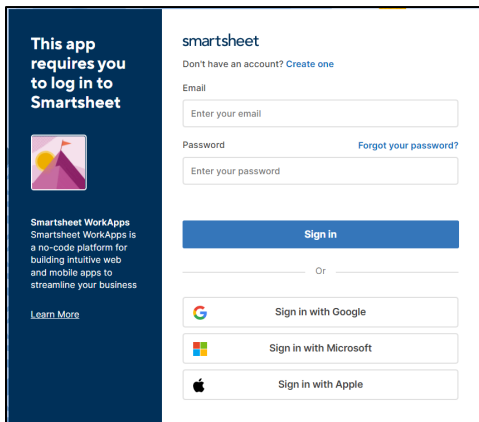 This app
requires you
to log in to
Smartsheet
Smartsheet WorkApps
Smartsheet WorkApps is
a no-code platform for
building intuitive web
and mobile apps to
streamline your business
Learn More
smartsheet
Don't have an account? Create one
Email
Enter your email
Password Forgot your password?
Enter your password
Sign in
Or
Sign in with Google
Sign in with Microsoft
Sign in with Apple